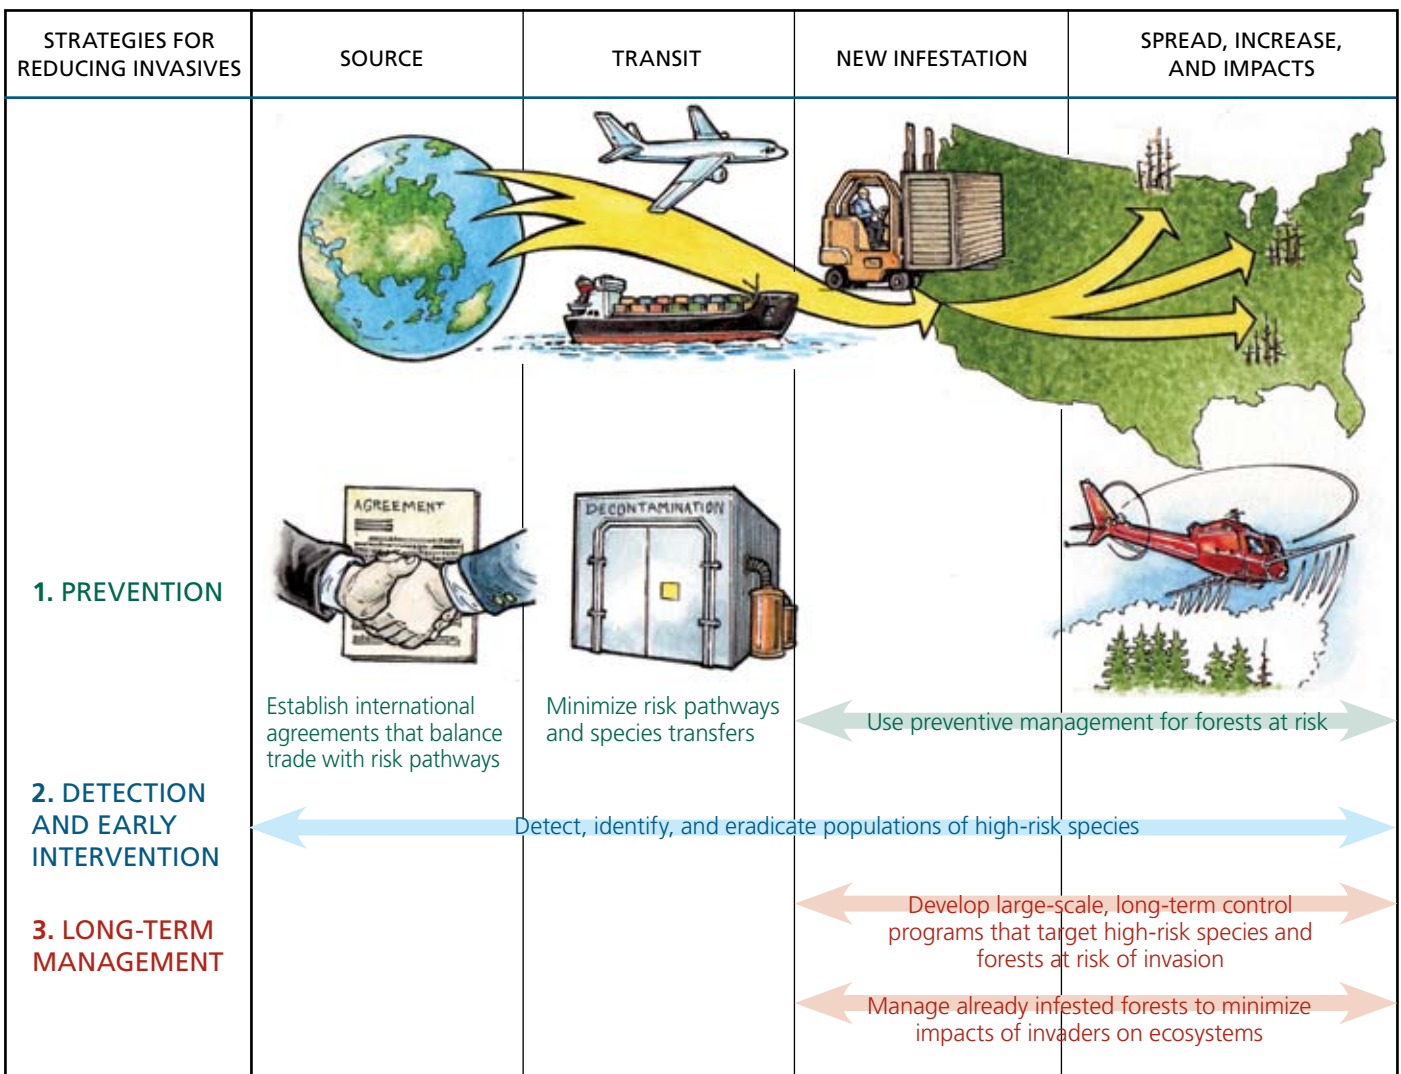 STRATEGIES FOR
REDUCING INVASIVES
SOURCE
TRANSIT
NEW INFESTATION
SPREAD, INCREASE,
AND IMPACTS
AGREEMENT
DECONTAMINATION
1. PREVENTION
Establish international
agreements that balance
trade with risk pathways
Minimize risk pathways
and species transfers
Use preventive management for forests at risk
2. DETECTION
AND EARLY
INTERVENTION
Detect, identify, and eradicate populations of high-risk species
3. LONG-TERM
MANAGEMENT
Develop large-scale, long-term control
programs that target high-risk species and
forests at risk of invasion
Manage already infested forests to minimize
impacts of invaders on ecosystems